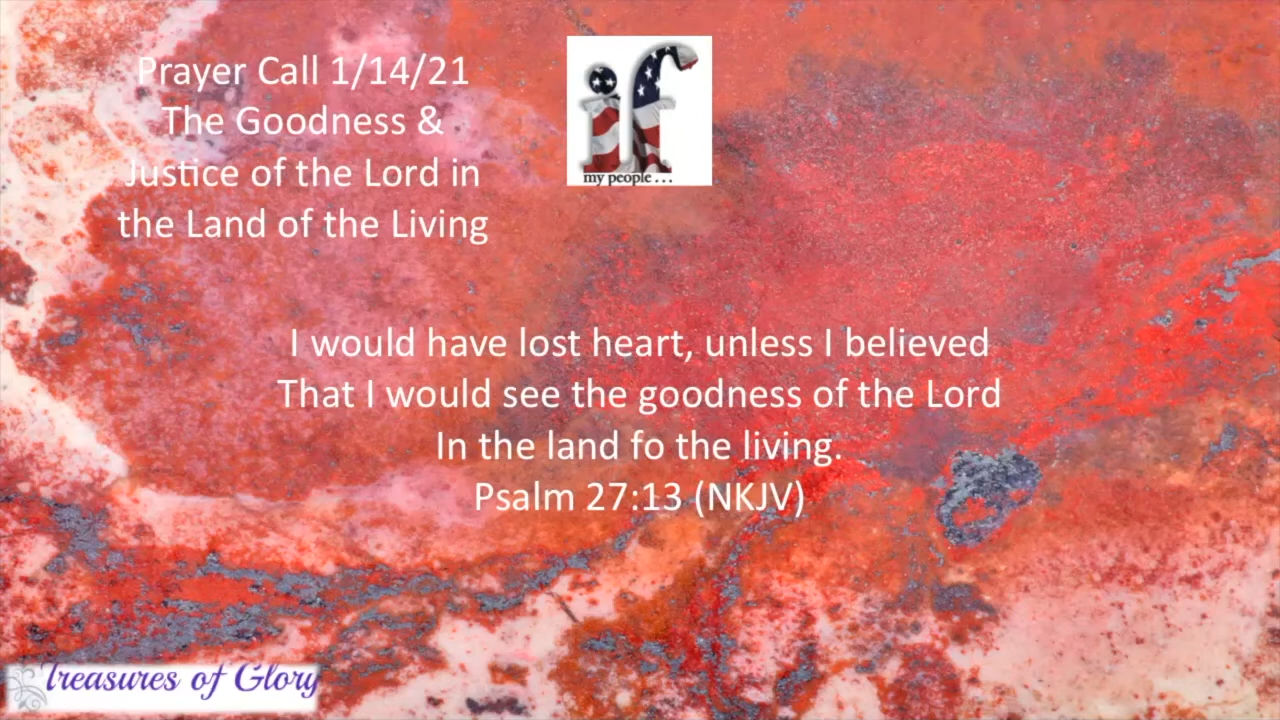 Prayer Call 1/14/21
The Goodness &
Justice of the Lord in
the Land of the Living
if
my people...
I would have lost heart, unless I believed
That I would see the goodness of the Lord
In the land fo the living.
Psalm 27:13 (NKJV)
Treasures of Glory